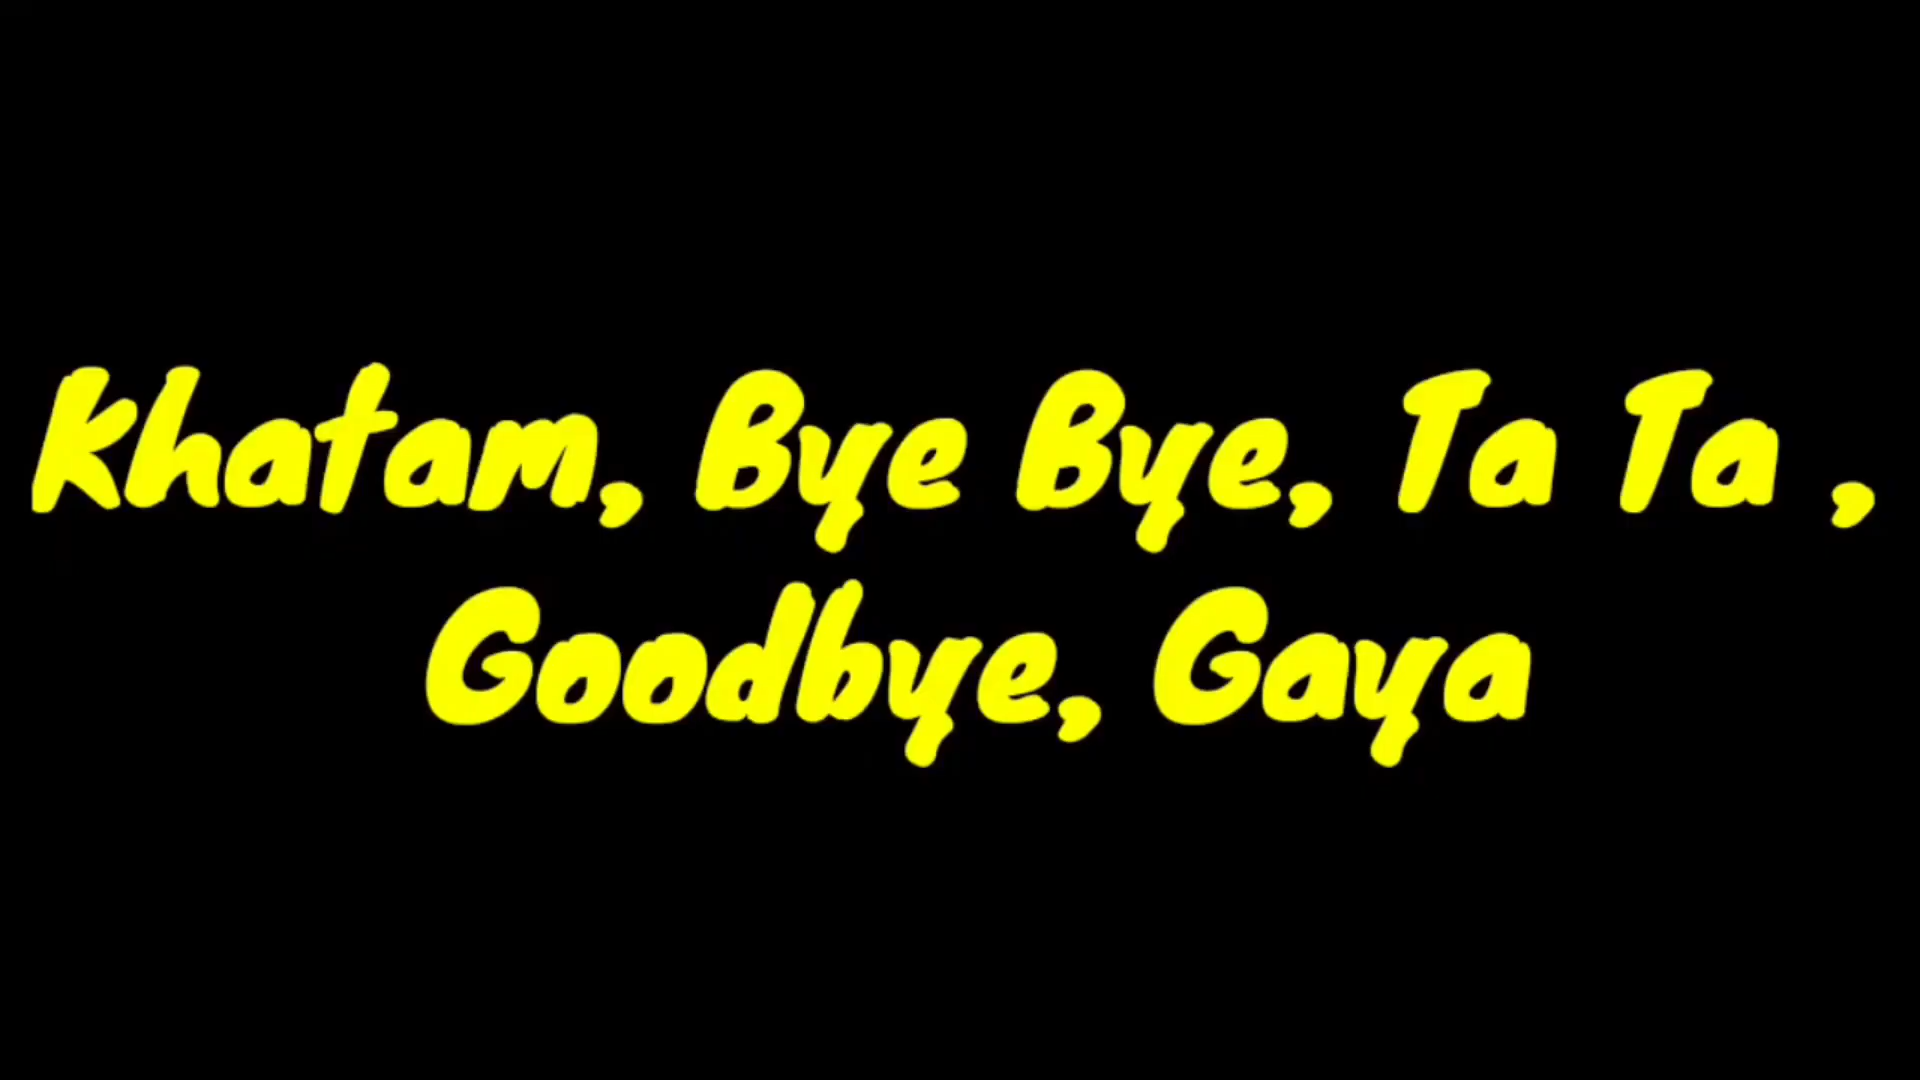 Khatam, Bye Bye, Ta Ta ,
Goodbye, Gaya